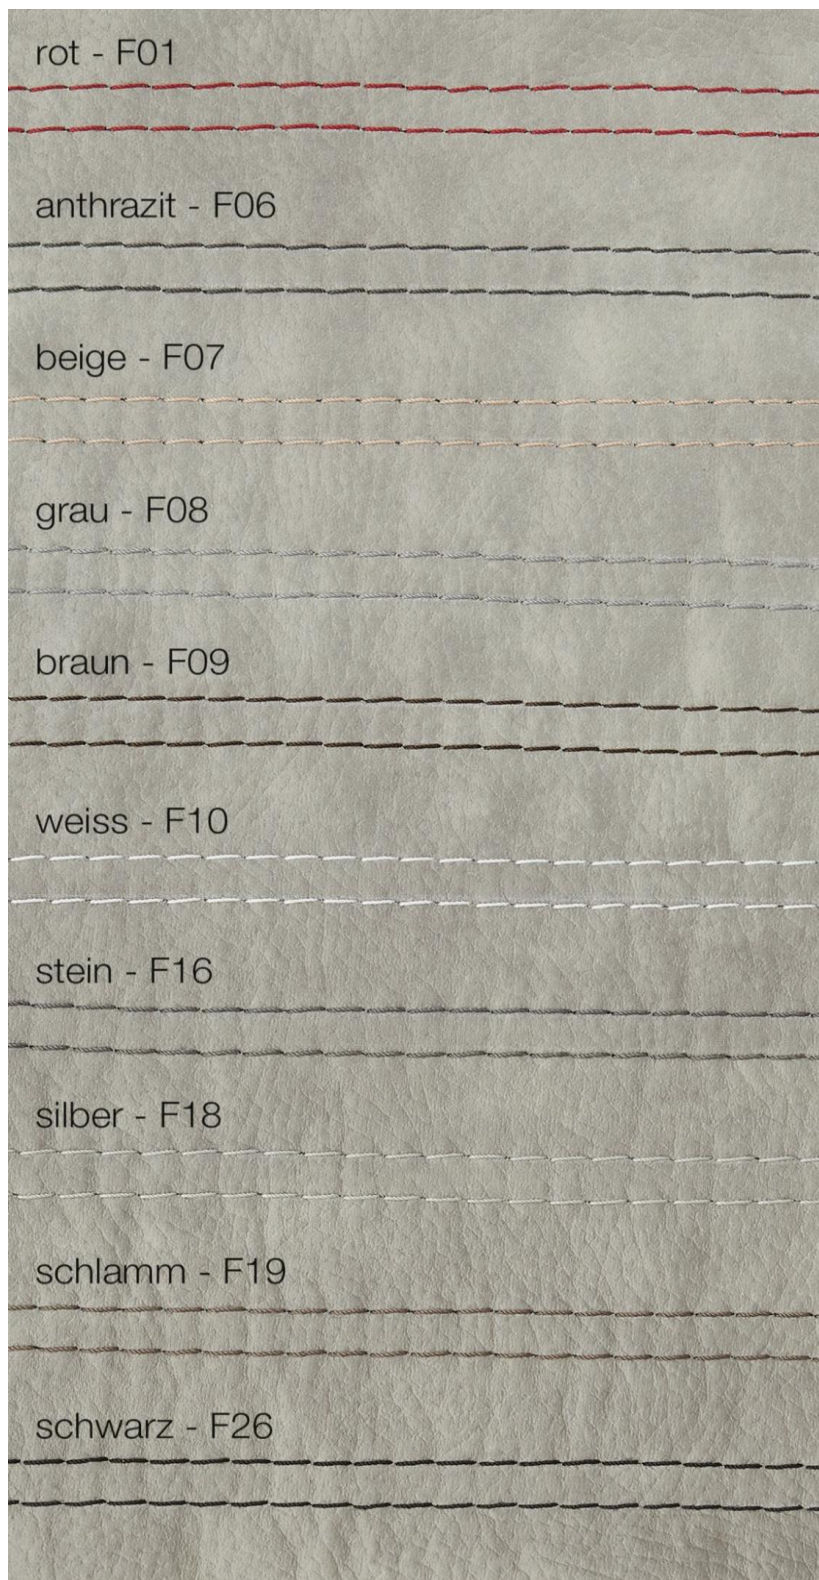 rot - F01
anthrazit - F06
beige - F07
grau - F08
braun - F09
weiss - F10
stein - F16
silber - F18
schlamm - F19
schwarz - F26